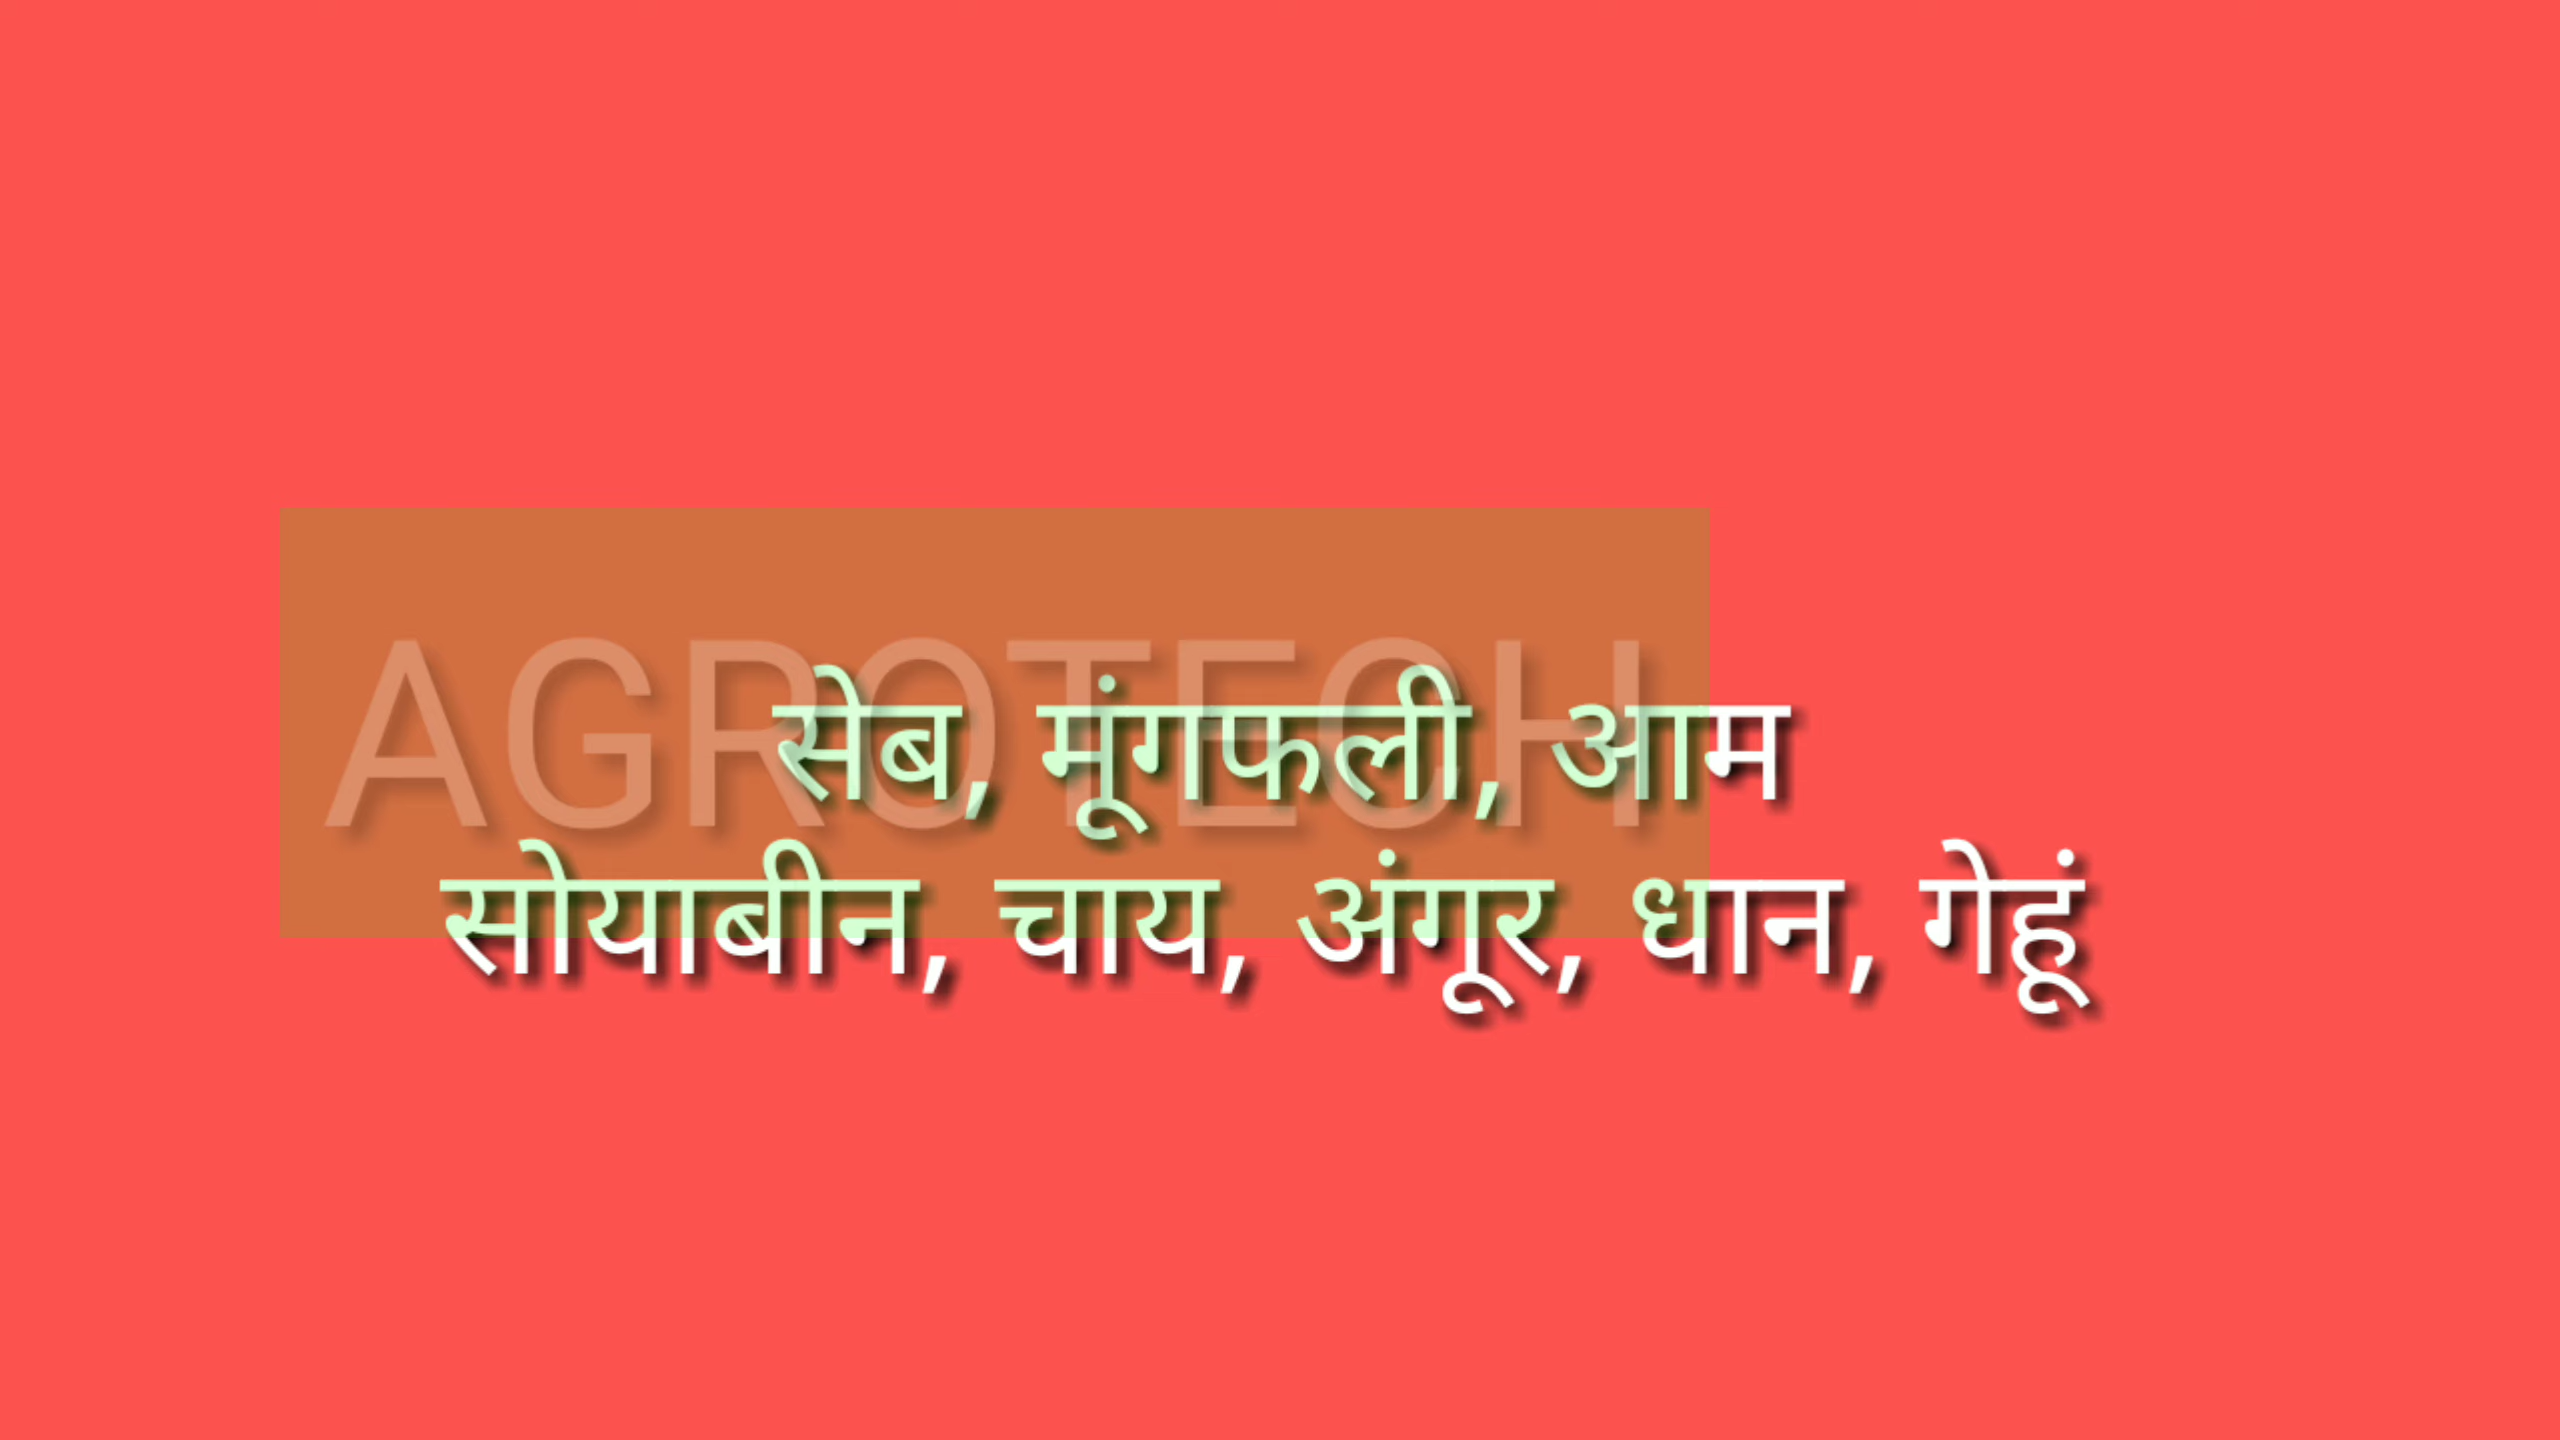 AGROTECH
सेब, मूंगफली, आम
सोयाबीन, चाय, अंगूर, धान, गेहूं